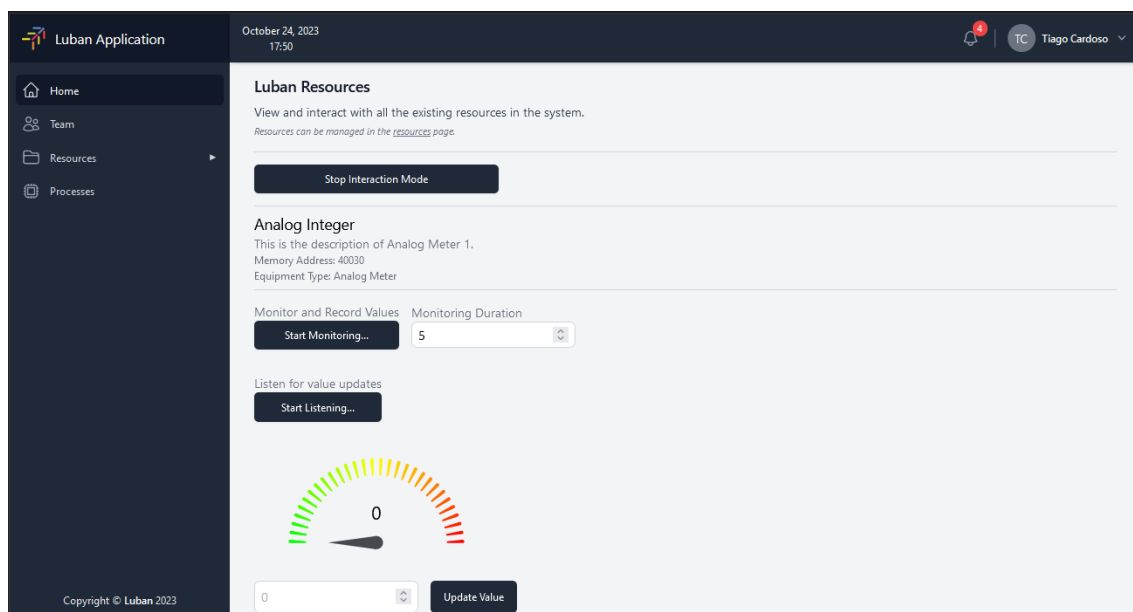 Luban Application
October 24, 2023
17:50
4
TC
Tiago Cardoso
Home
Team
Resources
Processes
Copyright © Luban 2023
Luban Resources
View and interact with all the existing resources in the system.
Resources can be managed in the resources page.
Stop Interaction Mode
Analog Integer
This is the description of Analog Meter 1.
Memory Address: 40030
Equipment Type: Analog Meter
Monitor and Record Values
Monitoring Duration
Start Monitoring...
5
Listen for value updates
Start Listening...
0
0
Update Value